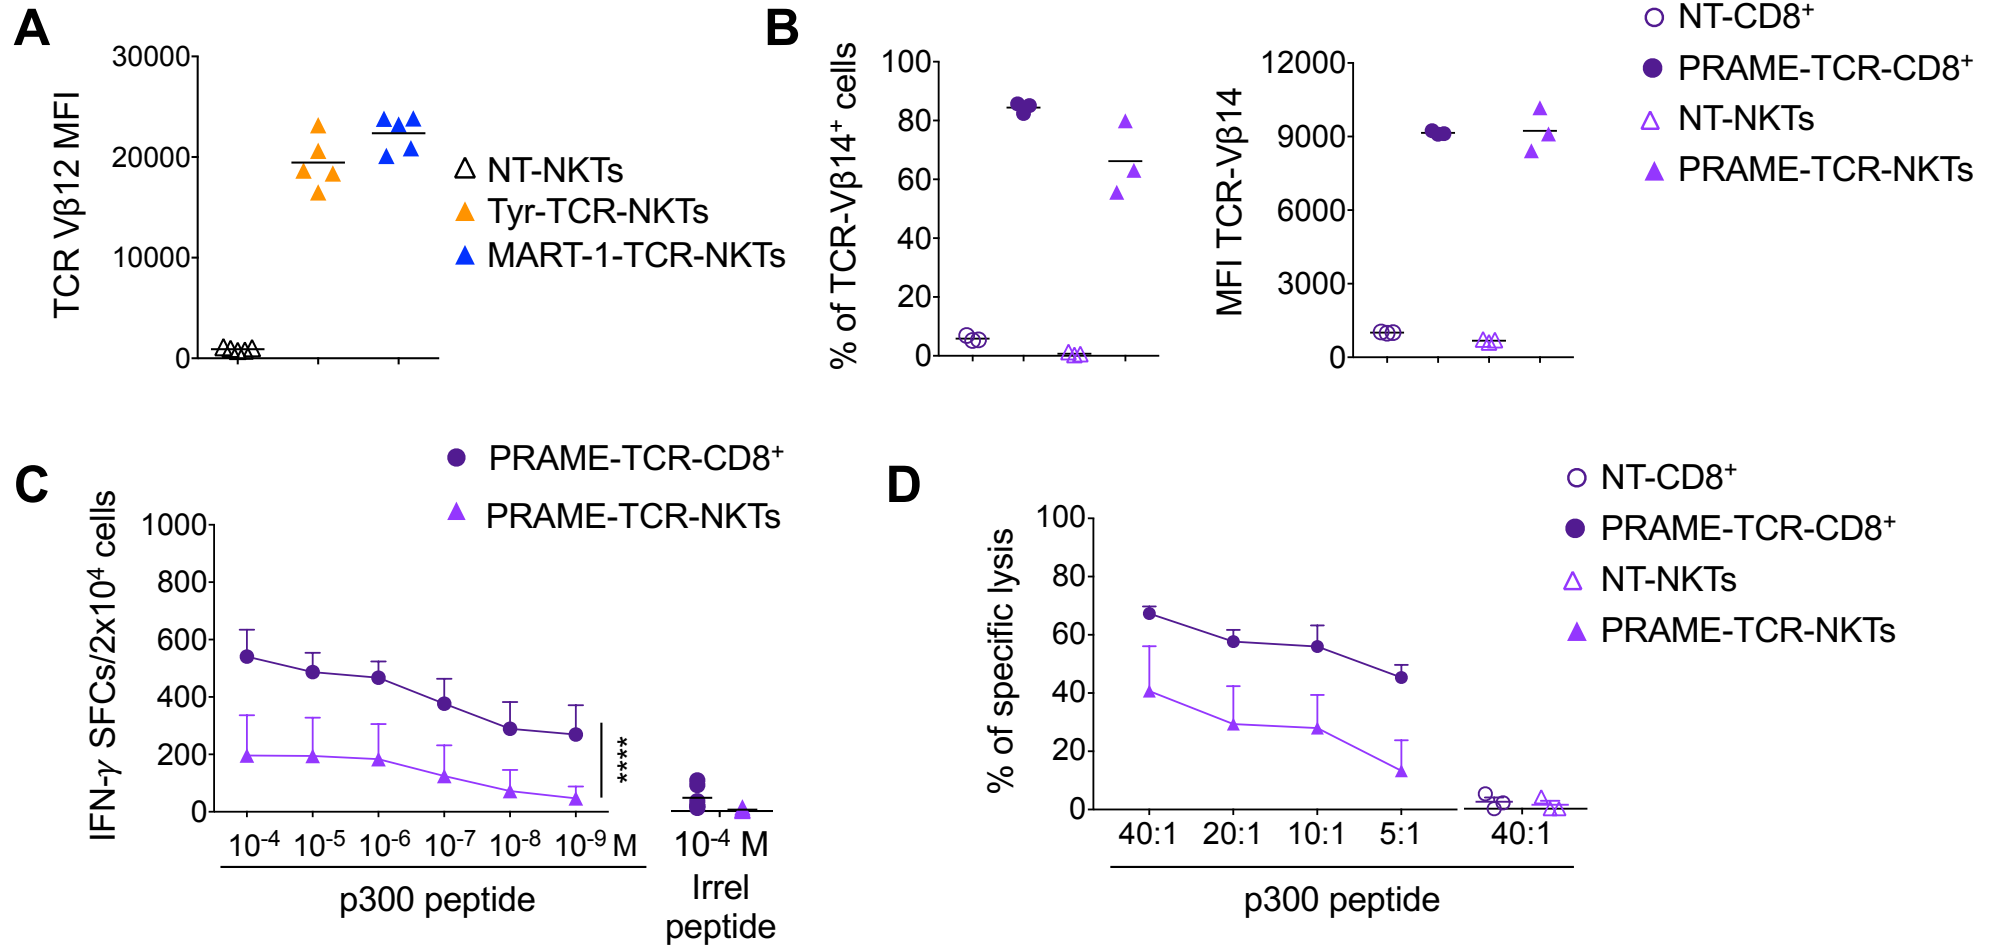 A
TCR Vβ12 MFI
30000
20000
10000
0
NT-NKTs
Tyr-TCR-NKTs
MART-1-TCR-NKTs
B
% of TCR-Vβ14⁺ cells
100
80
60
40
20
0
MFI TCR-Vβ14
12000
9000
6000
3000
0
NT-CD8⁺
PRAME-TCR-CD8⁺
NT-NKTs
PRAME-TCR-NKTs
C
PRAME-TCR-CD8⁺
PRAME-TCR-NKTs
IFN-γ SFCs/2x10⁴ cells
1000
800
600
400
200
0
****
10⁻⁴ 10⁻⁵ 10⁻⁶ 10⁻⁷ 10⁻⁸ 10⁻⁹ M
p300 peptide
10⁻⁴ M
Irrel
peptide
D
NT-CD8⁺
PRAME-TCR-CD8⁺
NT-NKTs
PRAME-TCR-NKTs
% of specific lysis
100
80
60
40
20
0
40:1 20:1 10:1 5:1 40:1
p300 peptide